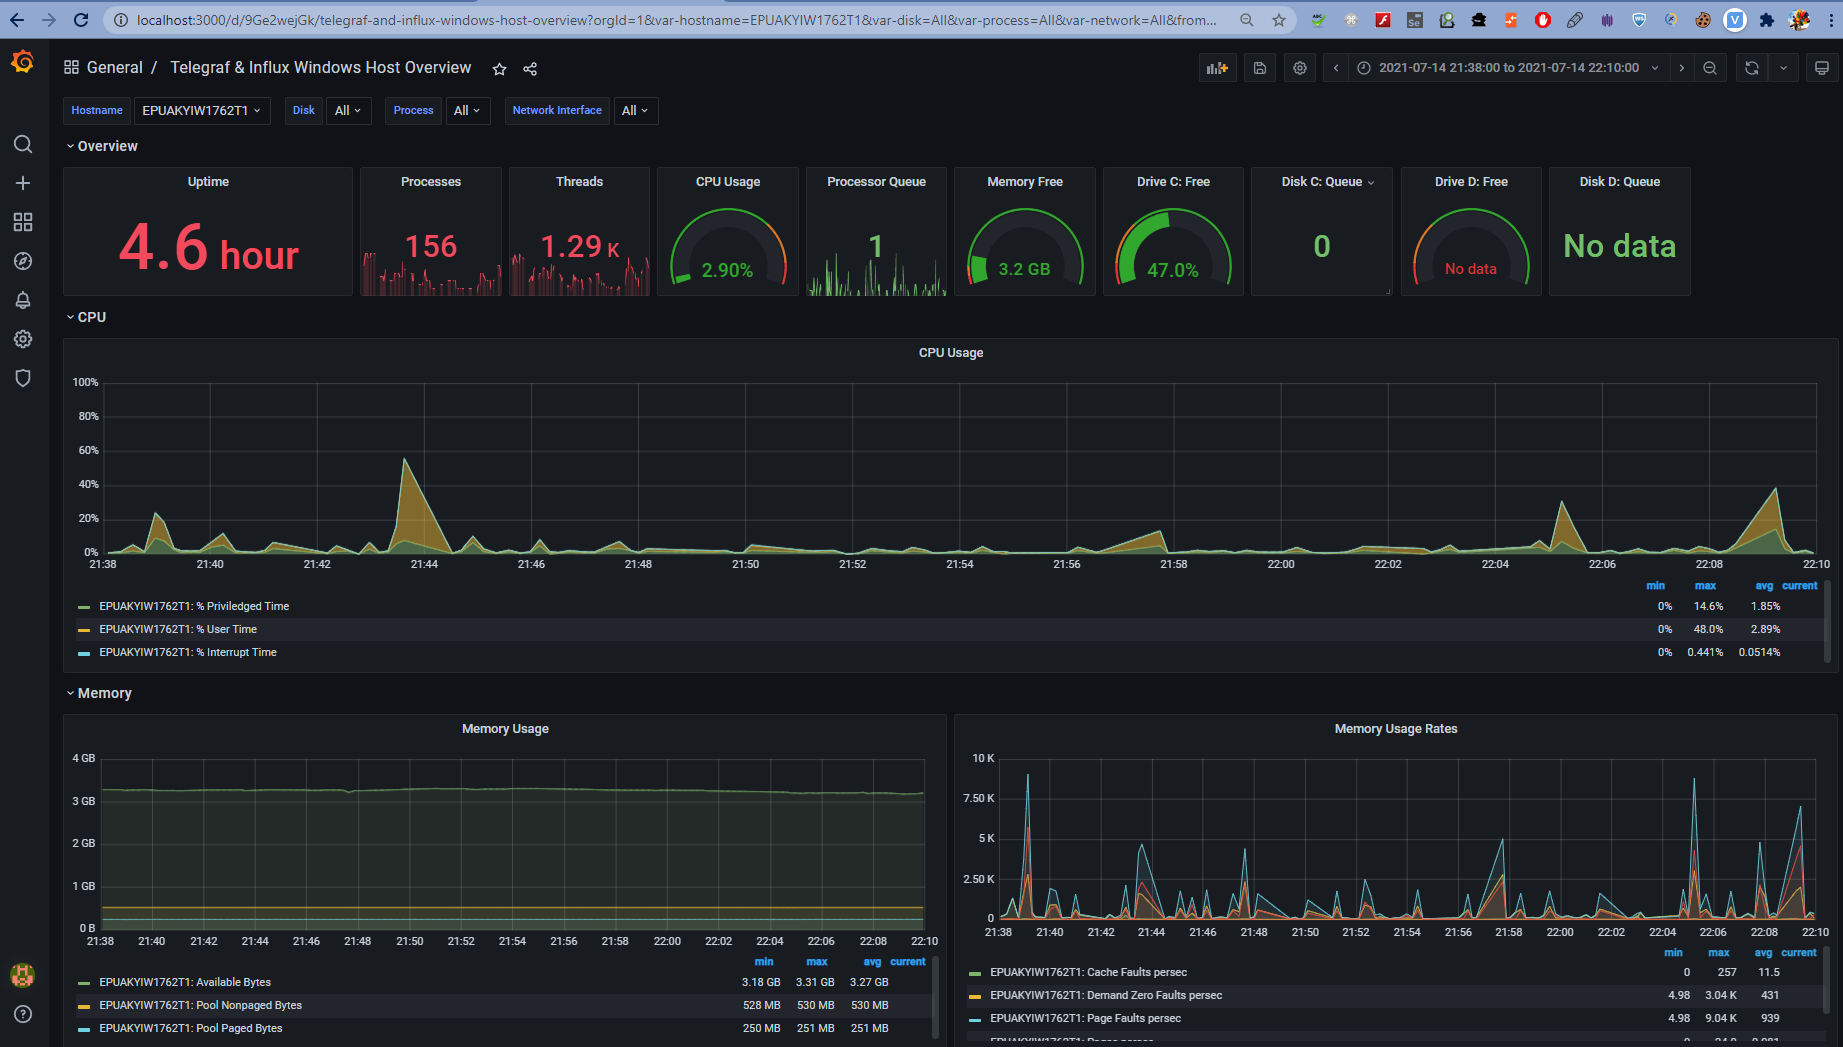 localhost:3000/d/9Ge2wejGk/telegraf-and-influx-windows-host-overview?orgId=1&var-hostname=EPUAKYIW1762T1&var-disk=All&var-process=All&var-network=All&from...
General / Telegraf & Influx Windows Host Overview
2021-07-14 21:38:00 to 2021-07-14 22:10:00
Hostname EPUAKYIW1762T1 Disk All Process All Network Interface All
Overview
Uptime Processes Threads CPU Usage Processor Queue Memory Free Drive C: Free Disk C: Queue Drive D: Free Disk D: Queue
4.6 hour 156 1.29 K 2.90% 1 3.2 GB 47.0% 0 No data No data
CPU
CPU Usage
100%
80%
60%
40%
20%
0%
21:38 21:40 21:42 21:44 21:46 21:48 21:50 21:52 21:54 21:56 21:58 22:00 22:02 22:04 22:06 22:08 22:10
min max avg current
EPUAKYIW1762T1: % Priviledged Time 0% 14.6% 1.85%
EPUAKYIW1762T1: % User Time 0% 48.0% 2.89%
EPUAKYIW1762T1: % Interrupt Time 0% 0.441% 0.0514%
Memory
Memory Usage
4 GB
3 GB
2 GB
1 GB
0 B
21:38 21:40 21:42 21:44 21:46 21:48 21:50 21:52 21:54 21:56 21:58 22:00 22:02 22:04 22:06 22:08 22:10
min max avg current
EPUAKYIW1762T1: Available Bytes 3.18 GB 3.31 GB 3.27 GB
EPUAKYIW1762T1: Pool Nonpaged Bytes 528 MB 530 MB 530 MB
EPUAKYIW1762T1: Pool Paged Bytes 250 MB 251 MB 251 MB
Memory Usage Rates
10 K
7.50 K
5 K
2.50 K
0
21:38 21:40 21:42 21:44 21:46 21:48 21:50 21:52 21:54 21:56 21:58 22:00 22:02 22:04 22:06 22:08 22:10
min max avg current
EPUAKYIW1762T1: Cache Faults persec 0 257 11.5
EPUAKYIW1762T1: Demand Zero Faults persec 4.98 3.04 K 431
EPUAKYIW1762T1: Page Faults persec 4.98 9.04 K 939